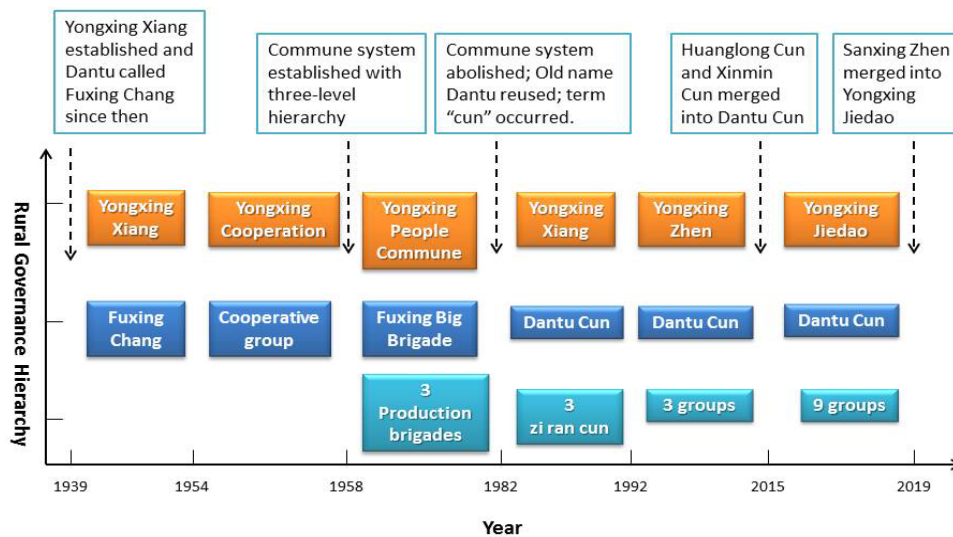 Yongxing Xiang
established and
Dantu called
Fuxing Chang
since then
Commune system
established with
three-level
hierarchy
Commune system
abolished; Old name
Dantu reused; term
“cun” occurred.
Huanglong Cun
and Xinmin
Cun merged
into Dantu Cun
Sanxing Zhen
merged into
Yongxing
Jiedao
Rural Governance Hierarchy
Yongxing
Xiang
Yongxing
Cooperation
Yongxing
People
Commune
Yongxing
Xiang
Yongxing
Zhen
Yongxing
Jiedao
Fuxing
Chang
Cooperative
group
Fuxing Big
Brigade
Dantu Cun
Dantu Cun
Dantu Cun
3
Production
brigades
3
zi ran cun
3 groups
9 groups
1939
1954
1958
1982
1992
2015
2019
Year